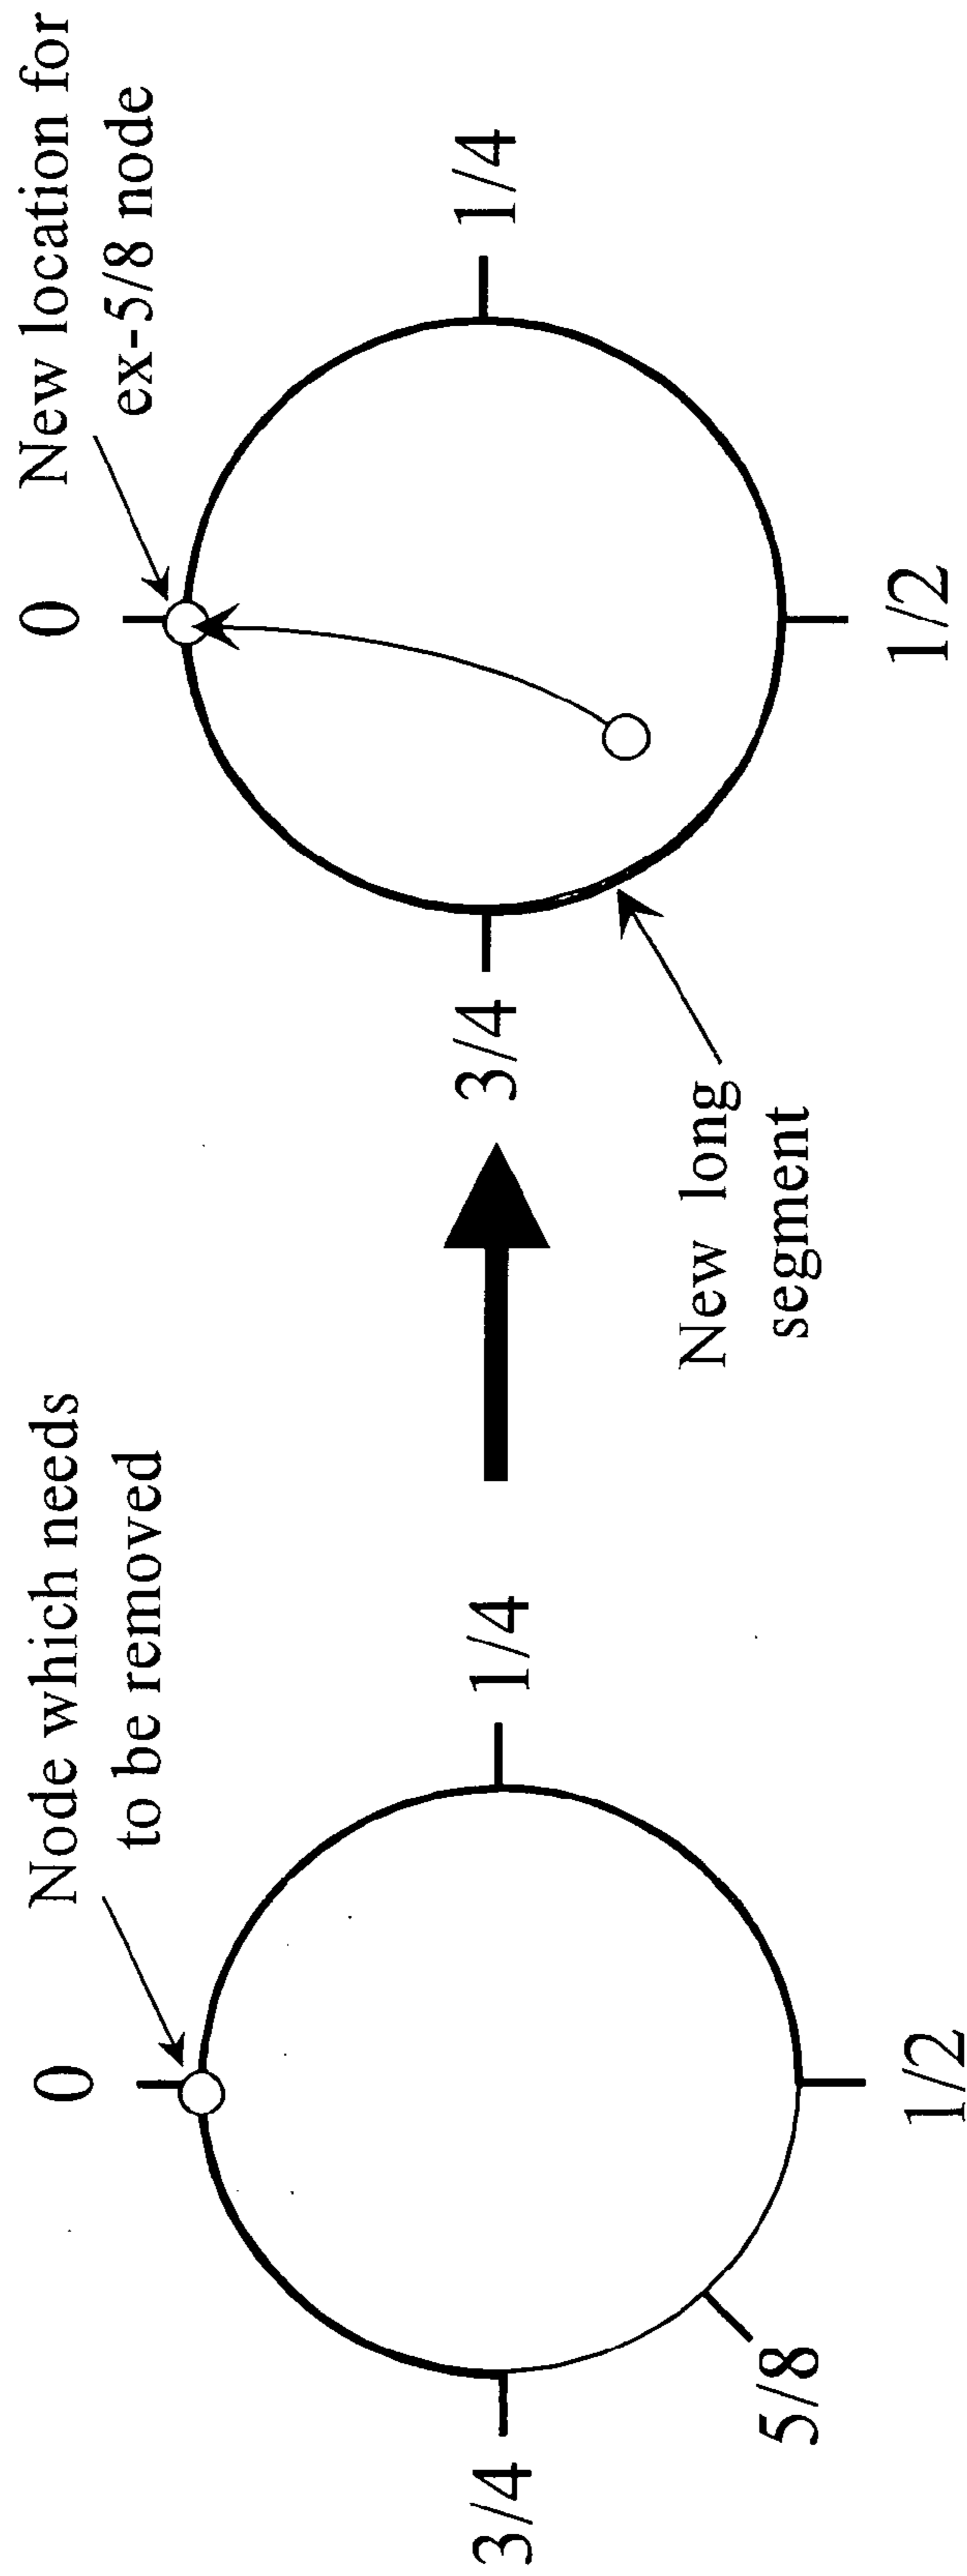 Node which needs
to be removed
0
1/4
1/2
5/8
3/4
New location for
ex-5/8 node
0
1/4
1/2
3/4
New long
segment